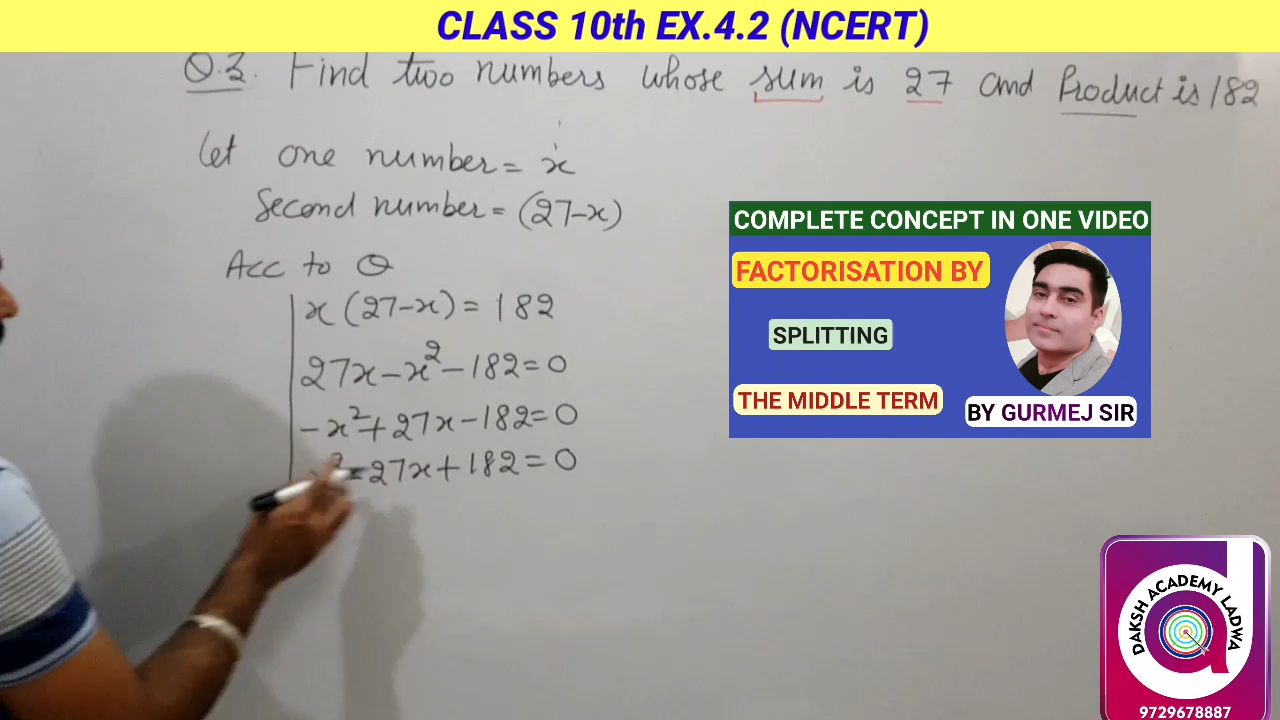 CLASS 10th EX.4.2 (NCERT)
Q.3. Find two numbers whose sum is 27 and Product is 182
Let one number = x
Second number = (27-x)
Acc to Q
x(27-x) = 182
27x-x²-182=0
-x²+27x-182=0
²-27x+182=0
COMPLETE CONCEPT IN ONE VIDEO
FACTORISATION BY
SPLITTING
THE MIDDLE TERM
BY GURMEJ SIR
DAKSH ACADEMY LADWA
9729678887